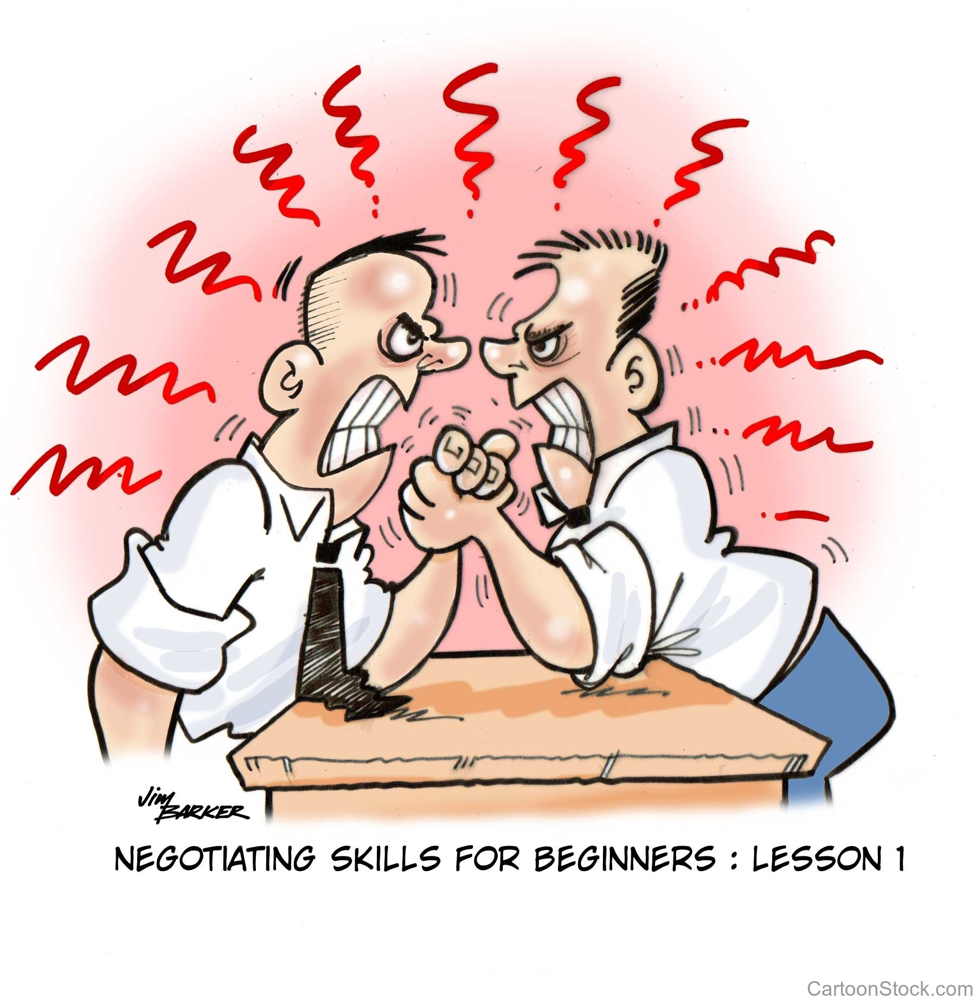 Jim
BARKER
NEGOTIATING SKILLS FOR BEGINNERS : LESSON 1
CartoonStock.com